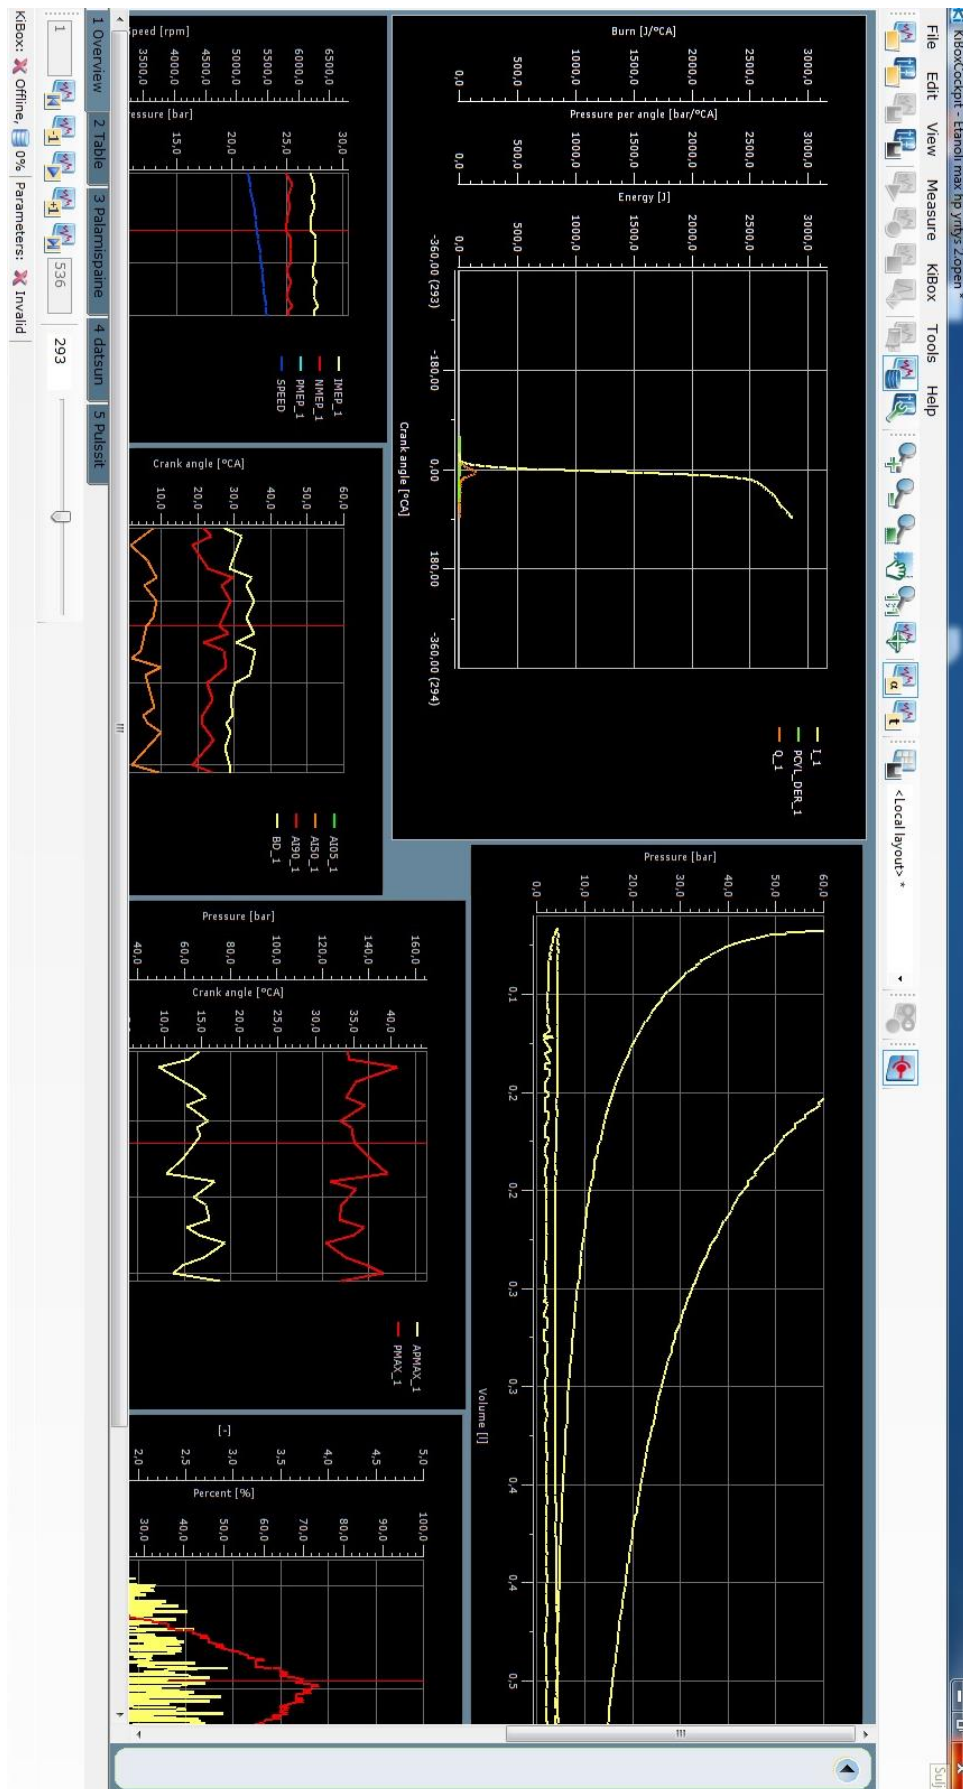 KiBoxCockpit - Etanoli max hp yritys 2.open *
File Edit View Measure KiBox Tools Help
<Local layout> *
Sulj
Burn [J/°CA]
0,0 500,0 1000,0 1500,0 2000,0 2500,0 3000,0
Pressure per angle [bar/°CA]
0,0 500,0 1000,0 1500,0 2000,0 2500,0 3000,0
Energy [J]
0,0 500,0 1000,0 1500,0 2000,0 2500,0 3000,0
-360,00 (293) -180,00 0,00 180,00 -360,00 (294)
Crank angle [°CA]
I_1
PCYL_DER_1
Q_1
Pressure [bar]
0,0 10,0 20,0 30,0 40,0 50,0 60,0
0,1 0,2 0,2 0,3 0,3 0,4 0,4 0,5
Volume [l]
Speed [rpm]
3500,0 4000,0 4500,0 5000,0 5500,0 6000,0 6500,0
ressure [bar]
15,0 20,0 25,0 30,0
IMEP_1
NMEP_1
PMEP_1
SPEED
Crank angle [°CA]
10,0 20,0 30,0 40,0 50,0 60,0
AI05_1
AI50_1
AI90_1
BD_1
Pressure [bar]
40,0 60,0 80,0 100,0 120,0 140,0 160,0
Crank angle [°CA]
10,0 15,0 20,0 25,0 30,0 35,0 40,0
APMAX_1
PMAX_1
[-]
2,0 2,5 3,0 3,5 4,0 4,5 5,0
Percent [%]
30,0 40,0 50,0 60,0 70,0 80,0 90,0 100,0
1 Overview 2 Table 3 Palamispaine 4 datsun 5 Pulssit
1 -1 +1 536 293
KiBox: Offline, 0% Parameters: Invalid